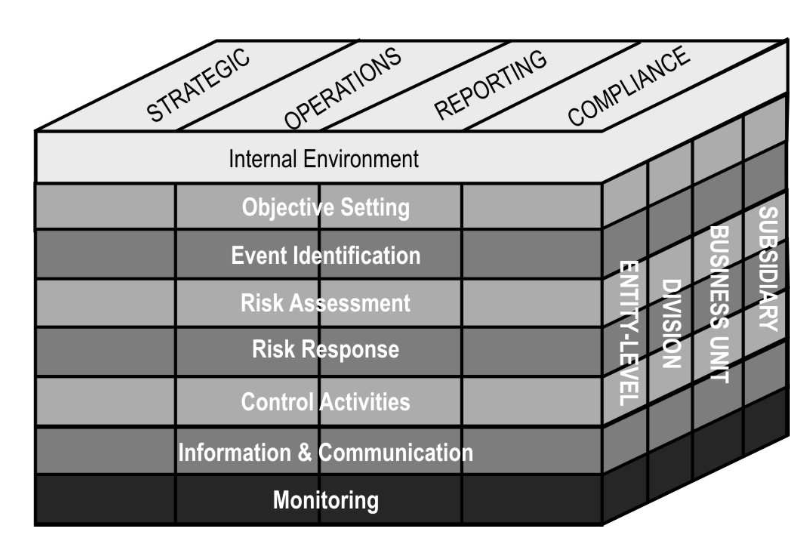 STRATEGIC
OPERATIONS
REPORTING
COMPLIANCE
Internal Environment
Objective Setting
Event Identification
Risk Assessment
Risk Response
Control Activities
Information & Communication
Monitoring
ENTITY-LEVEL
DIVISION
BUSINESS UNIT
SUBSIDIARY